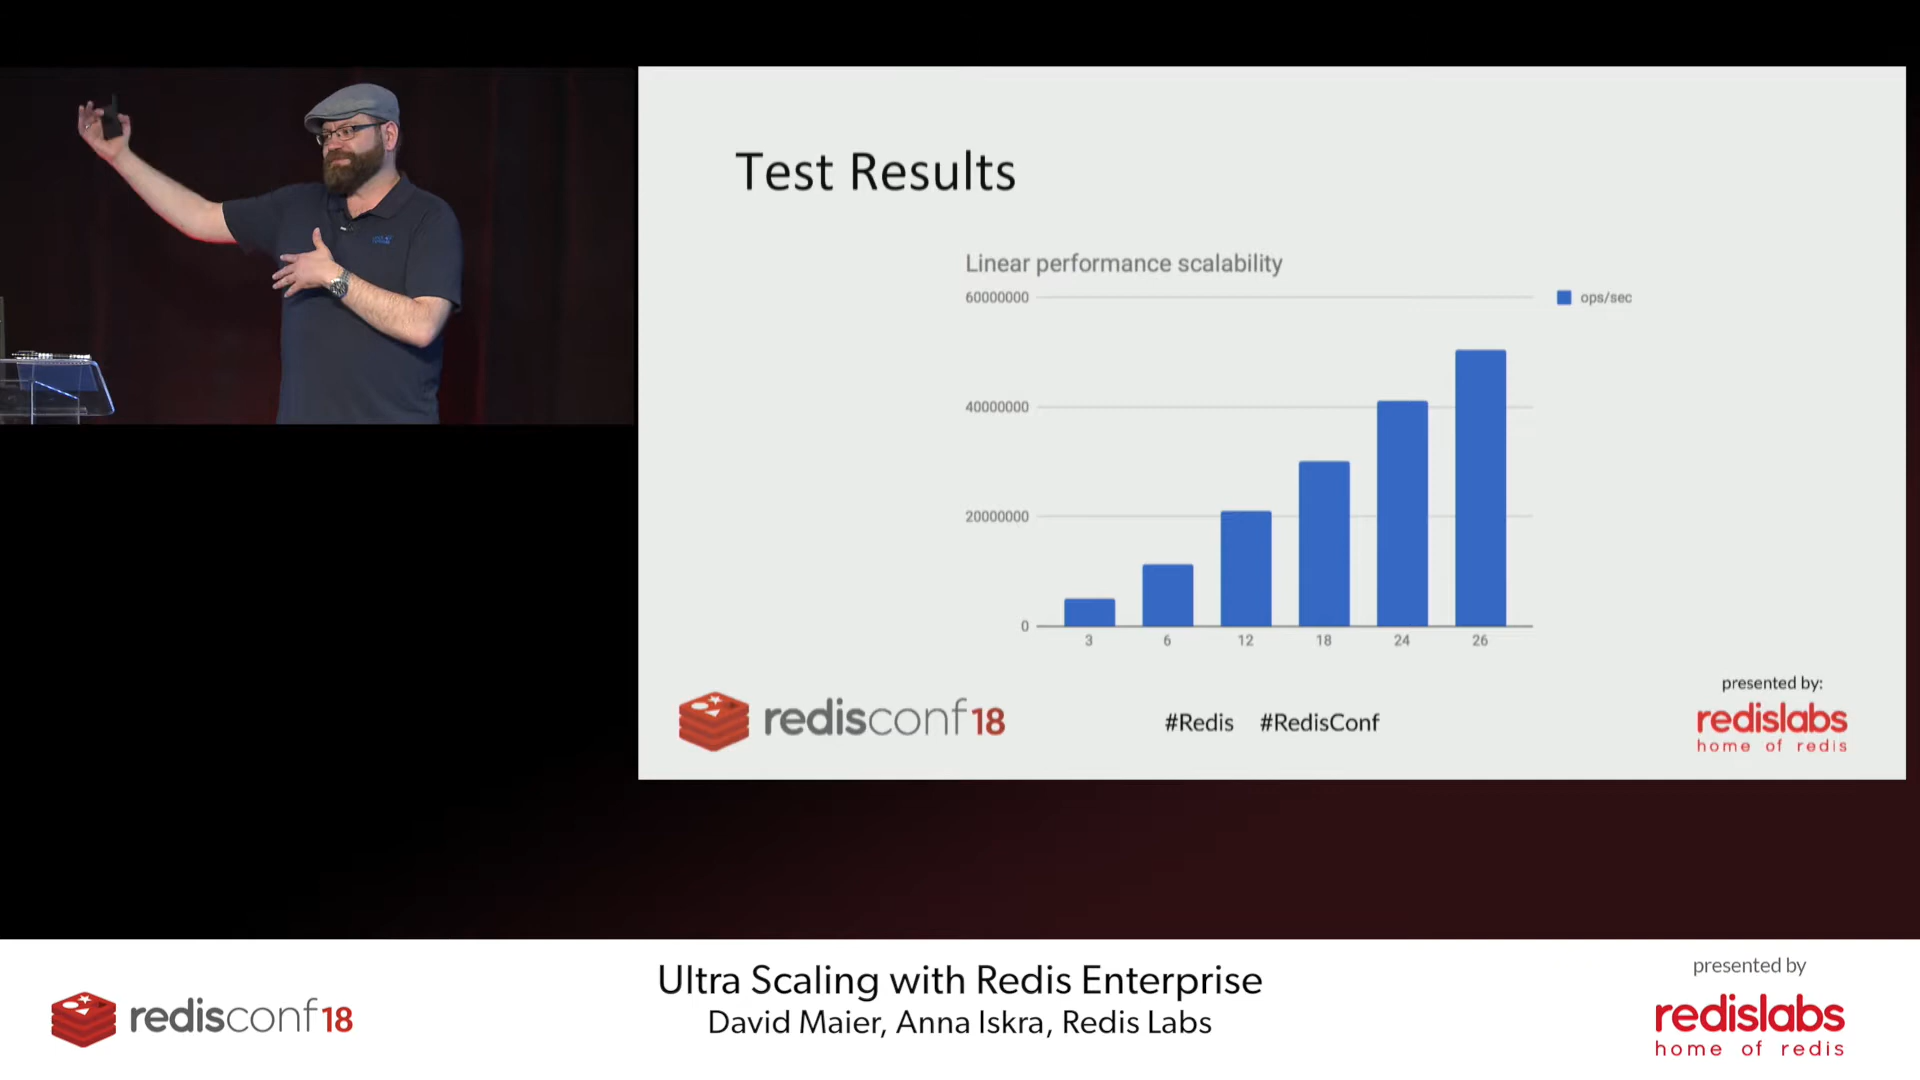 Test Results
Linear performance scalability
60000000
ops/sec
40000000
20000000
0
3 6 12 18 24 26
redisconf18
#Redis #RedisConf
presented by:
redislabs
home of redis
Ultra Scaling with Redis Enterprise
David Maier, Anna Iskra, Redis Labs
redisconf18
presented by
redislabs
home of redis